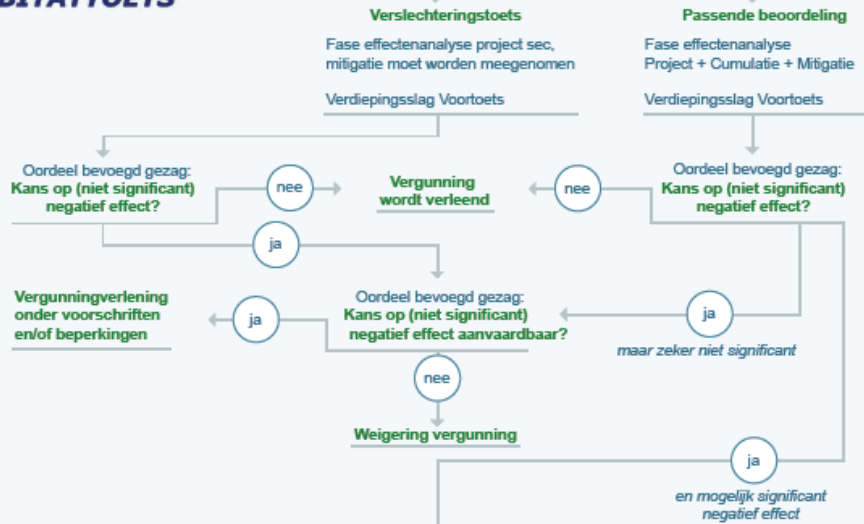 BITATTOETS
Verslechteringstoets
Fase effectenanalyse project sec,
mitigatie moet worden meegenomen
Verdiepingsslag Voortoets
Passende beoordeling
Fase effectenanalyse
Project + Cumulatie + Mitigatie
Verdiepingsslag Voortoets
Oordeel bevoegd gezag:
Kans op (niet significant)
negatief effect?
nee
Vergunning
wordt verleend
nee
Oordeel bevoegd gezag:
Kans op (niet significant)
negatief effect?
ja
Vergunningverlening
onder voorschriften
en/of beperkingen
ja
Oordeel bevoegd gezag:
Kans op (niet significant)
negatief effect aanvaardbaar?
ja
maar zeker niet significant
nee
Weigering vergunning
ja
en mogelijk significant
negatief effect